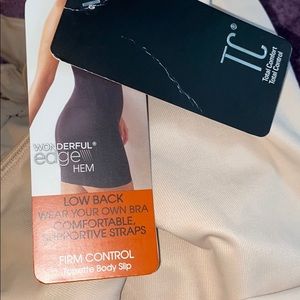 TC®
Total Comfort
Total Control
WONDERFUL®
edge
HEM
LOW BACK
WEAR YOUR OWN BRA
COMFORTABLE,
SUPPORTIVE STRAPS
FIRM CONTROL
Torsette Body Slip